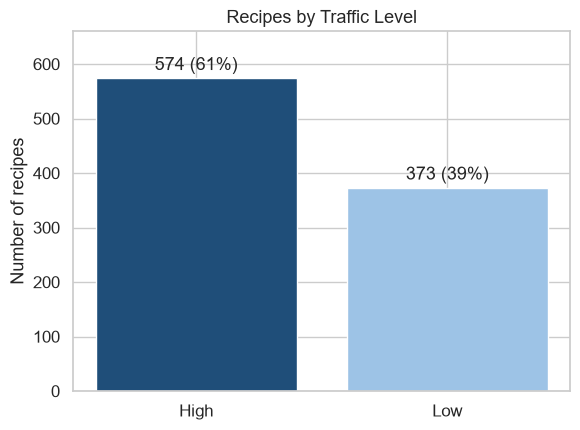 Recipes by Traffic Level
Number of recipes
600
500
400
300
200
100
0
574 (61%)
373 (39%)
High
Low